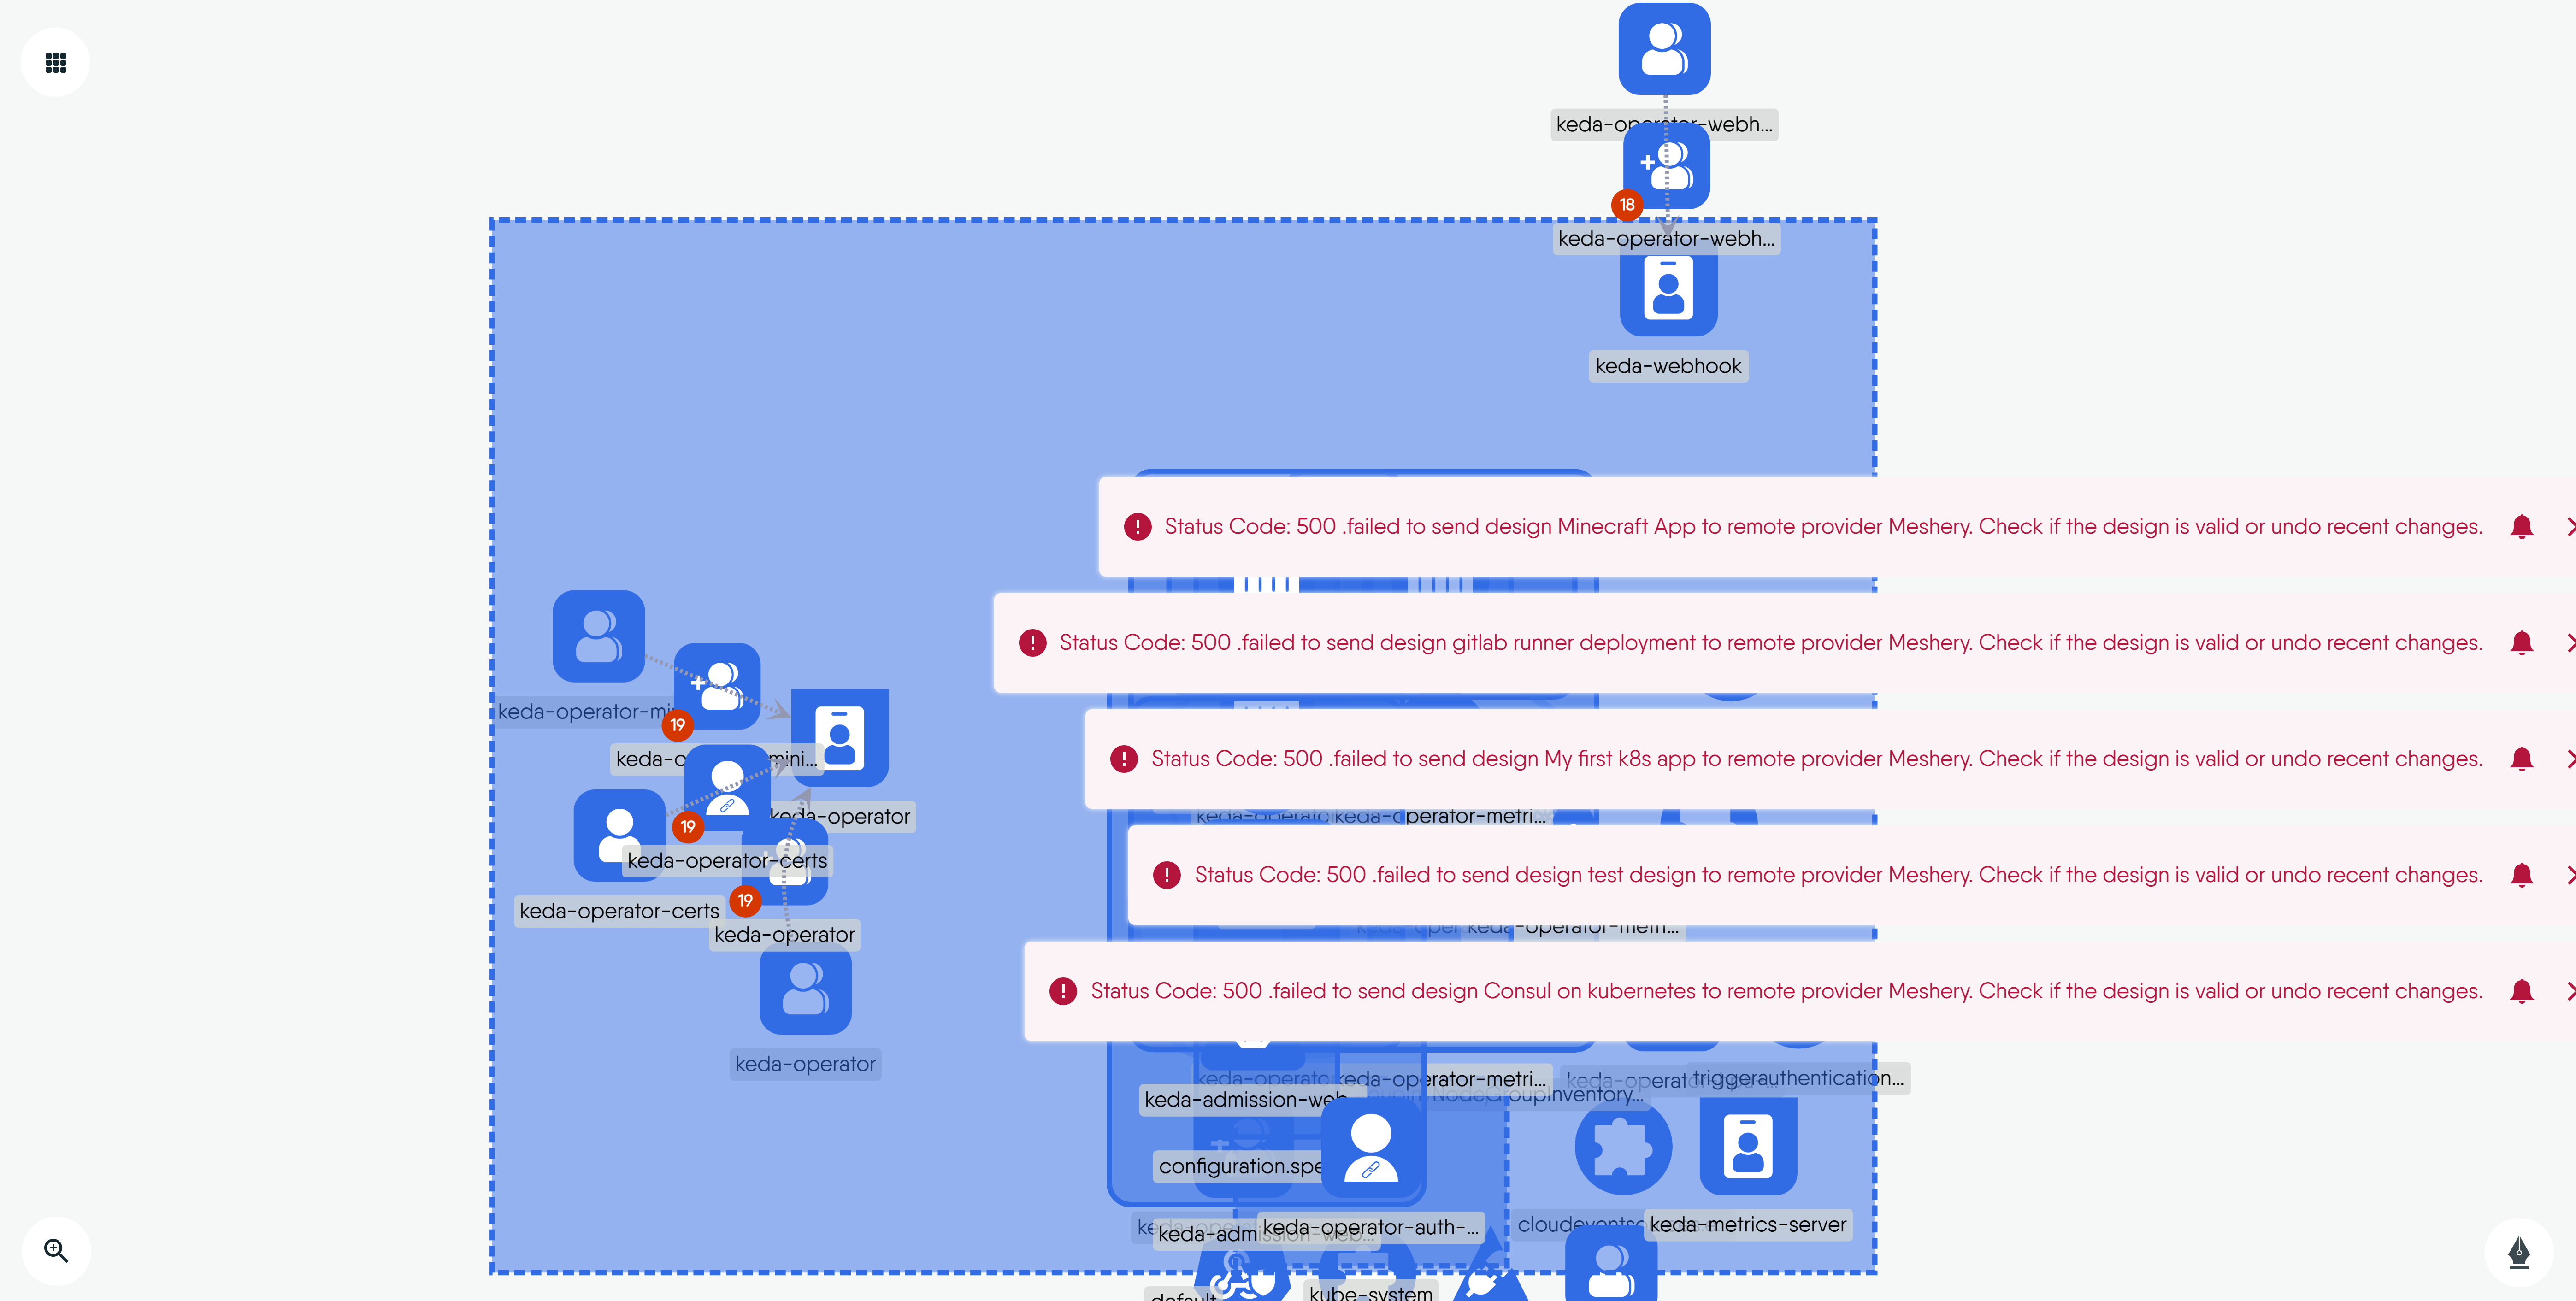 keda-operator-webh...
18
keda-operator-webh...
keda-webhook
Status Code: 500 .failed to send design Minecraft App to remote provider Meshery. Check if the design is valid or undo recent changes.
Status Code: 500 .failed to send design gitlab runner deployment to remote provider Meshery. Check if the design is valid or undo recent changes.
keda-operator-mi
19
mini...
Status Code: 500 .failed to send design My first k8s app to remote provider Meshery. Check if the design is valid or undo recent changes.
keda-operator
keda-operator-metri...
19
keda-operator-certs
Status Code: 500 .failed to send design test design to remote provider Meshery. Check if the design is valid or undo recent changes.
19
keda-operator-certs
keda-operator
keda-operator-metri...
Status Code: 500 .failed to send design Consul on kubernetes to remote provider Meshery. Check if the design is valid or undo recent changes.
keda-operator
keda-operator-metri...
triggerauthentication...
keda-admission-web...
NodeGroupInventory...
configuration.spe
keda-operator-auth-...
keda-admission-web...
keda-metrics-server
default
kube-system